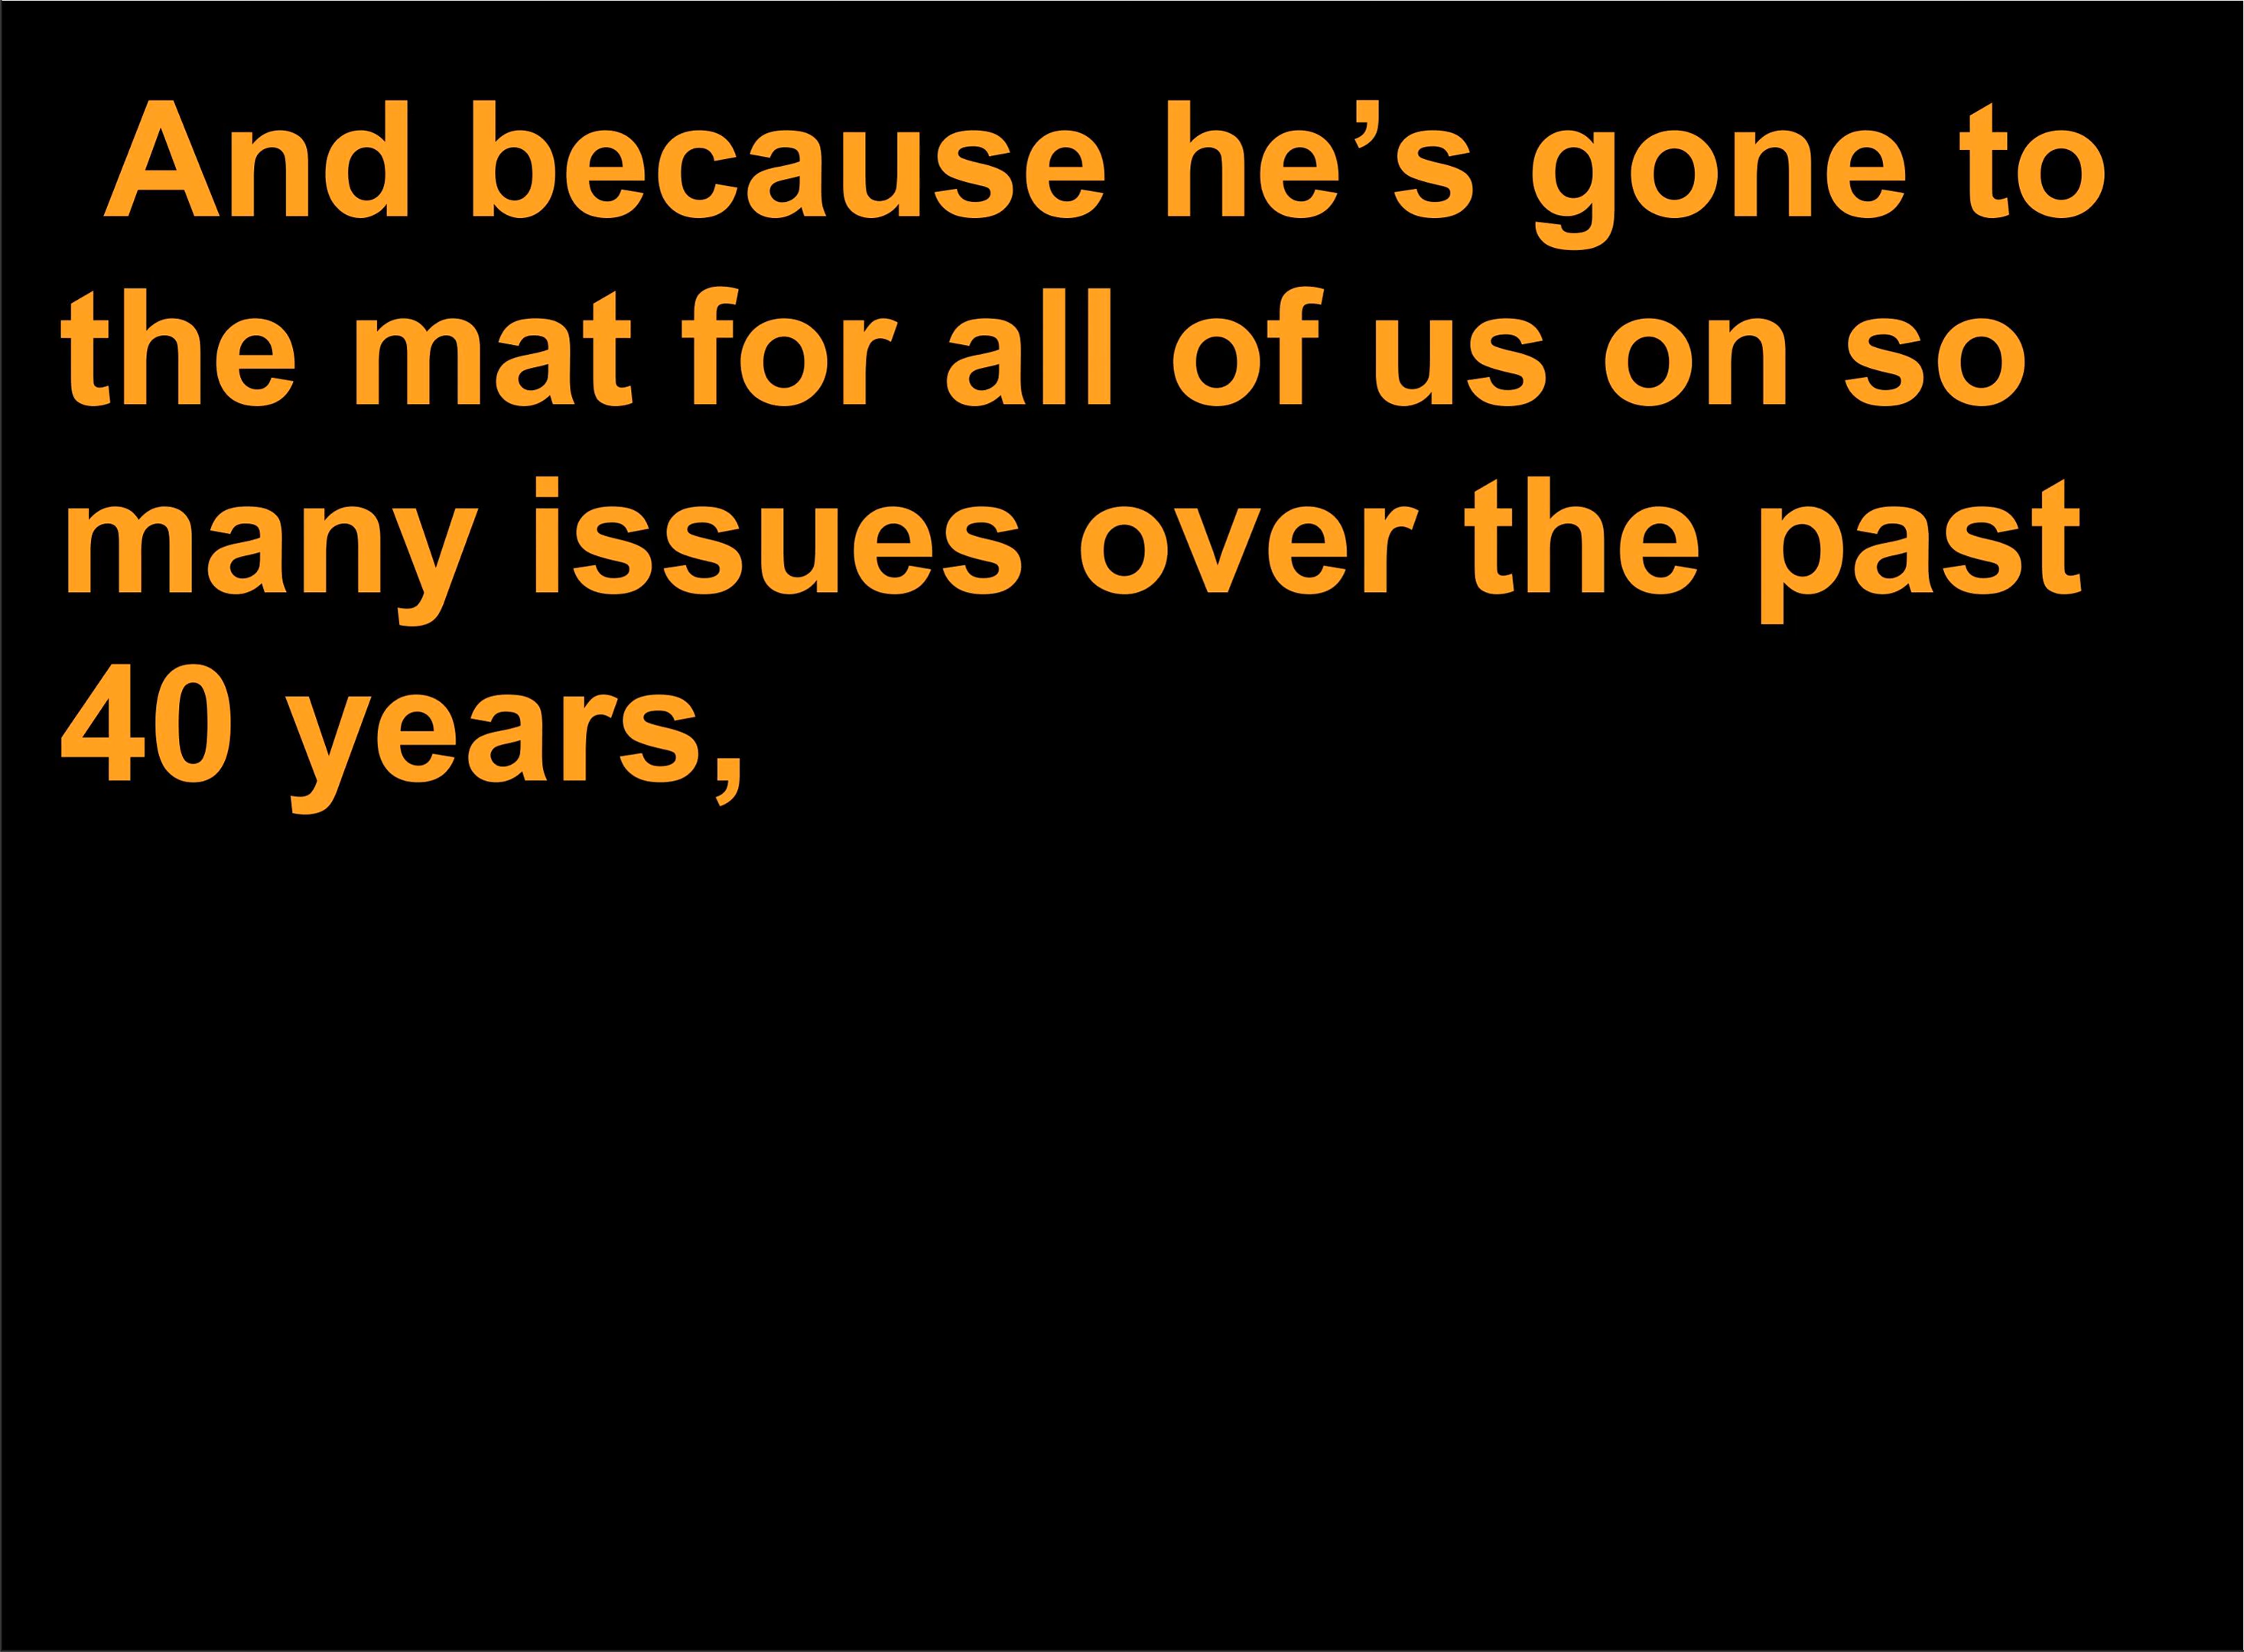 And because he’s gone to
the mat for all of us on so
many issues over the past
40 years,